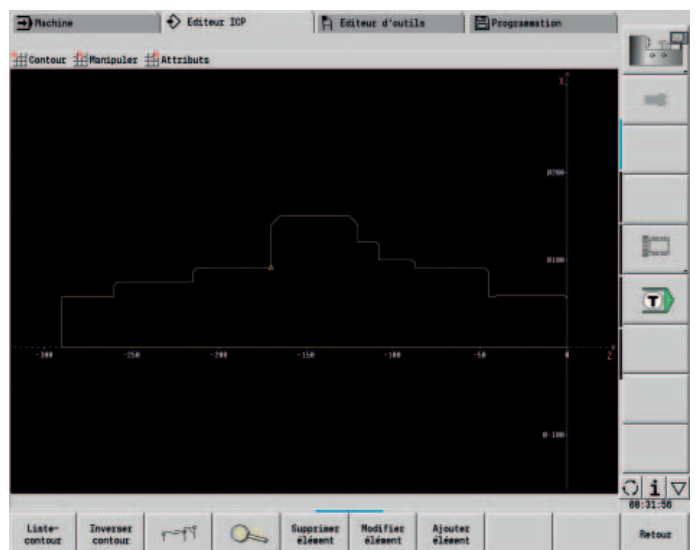 Machine
Editeur ICP
Editeur d'outils
Programmation
Contour Manipuler Attributs
X
Ø200
Ø100
-300 -250 -200 -150 -100 -50 0 Z
Ø-100
T
i
08:31:56
Liste-
contour
Inverser
contour
Supprimer
élément
Modifier
élément
Ajouter
élément
Retour